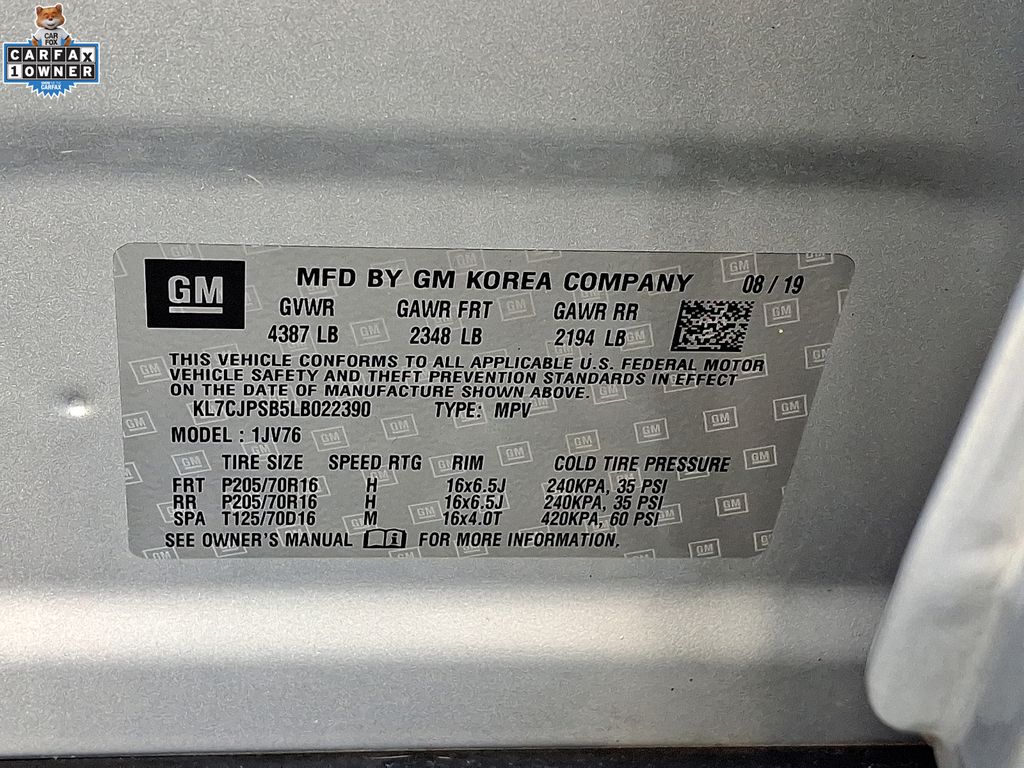 CAR
FOX
CARFAX
1 OWNER
CARFAX
GM
MFD BY GM KOREA COMPANY 08 / 19
GVWR GAWR FRT GAWR RR
4387 LB 2348 LB 2194 LB
THIS VEHICLE CONFORMS TO ALL APPLICABLE U.S. FEDERAL MOTOR
VEHICLE SAFETY AND THEFT PREVENTION STANDARDS IN EFFECT
ON THE DATE OF MANUFACTURE SHOWN ABOVE.
KL7CJPSB5LB022390 TYPE: MPV
MODEL : 1JV76
TIRE SIZE SPEED RTG RIM COLD TIRE PRESSURE
FRT P205/70R16 H 16x6.5J 240KPA, 35 PSI
RR P205/70R16 H 16x6.5J 240KPA, 35 PSI
SPA T125/70D16 M 16x4.0T 420KPA, 60 PSI
SEE OWNER'S MANUAL FOR MORE INFORMATION.